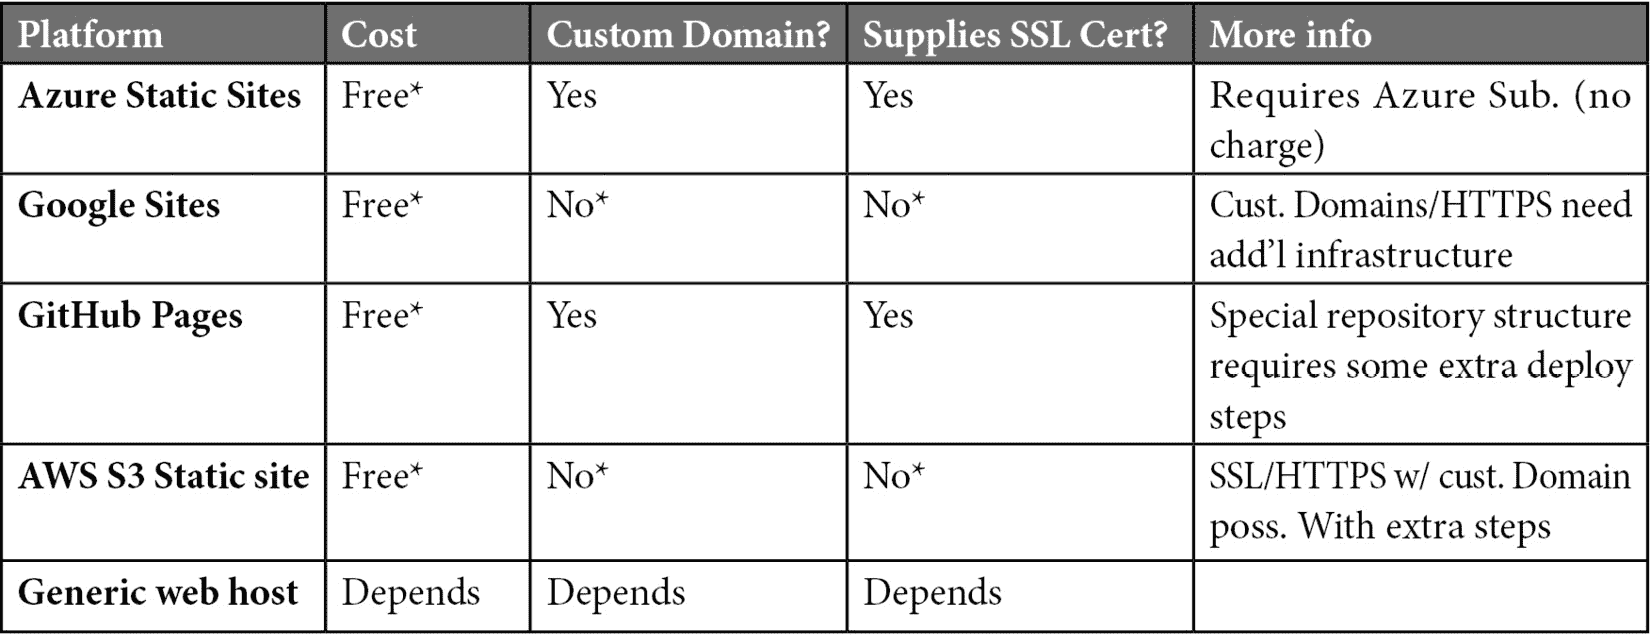 Platform Cost Custom Domain? Supplies SSL Cert? More info
Azure Static Sites Free* Yes Yes Requires Azure Sub. (no
charge)
Google Sites Free* No* No* Cust. Domains/HTTPS need
add’l infrastructure
GitHub Pages Free* Yes Yes Special repository structure
requires some extra deploy
steps
AWS S3 Static site Free* No* No* SSL/HTTPS w/ cust. Domain
poss. With extra steps
Generic web host Depends Depends Depends